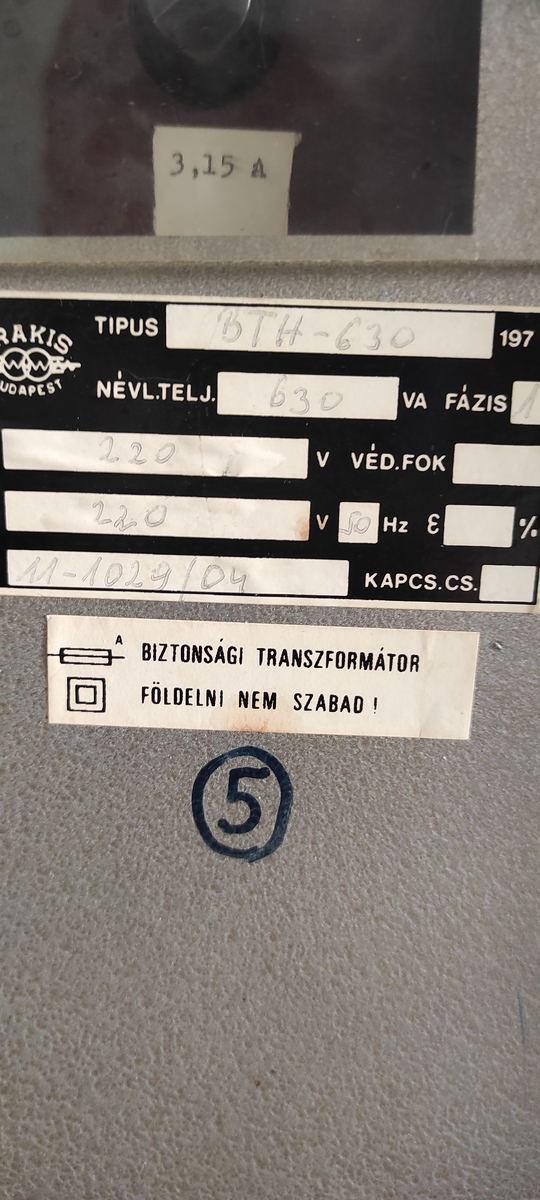 3,15 A
RAKIS
UDAPEST
TIPUS BTH-630 197
NÉVL.TELJ. 630 VA FÁZIS 1
220 V VÉD.FOK
220 V 50 Hz ε %
11-1029/04 KAPCS.CS.
A
BIZTONSÁGI TRANSZFORMÁTOR
FÖLDELNI NEM SZABAD !
5